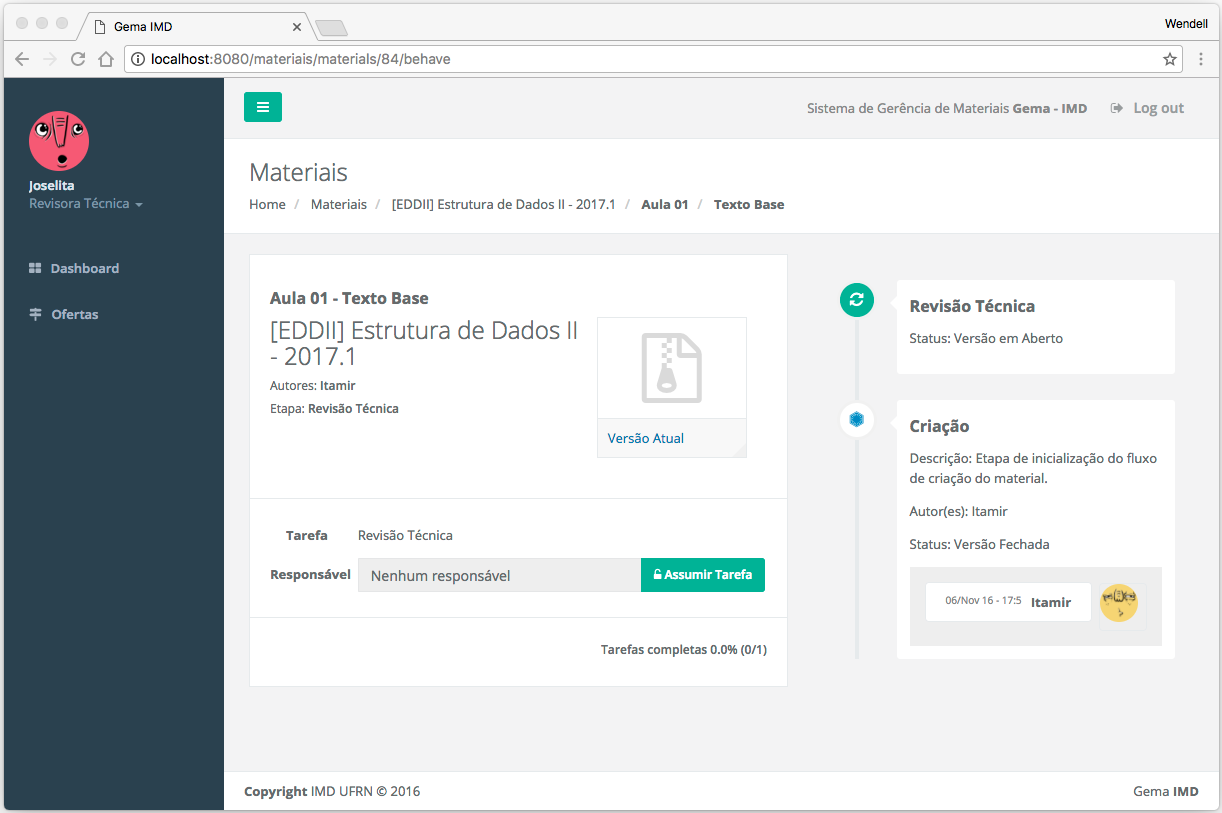 Gema IMD
Wendell
localhost:8080/materiais/materials/84/behave
Joselita
Revisora Técnica
Dashboard
Ofertas
Sistema de Gerência de Materiais Gema - IMD
Log out
Materiais
Home / Materiais / [EDDII] Estrutura de Dados II - 2017.1 / Aula 01 / Texto Base
Aula 01 - Texto Base
[EDDII] Estrutura de Dados II
- 2017.1
Autores: Itamir
Etapa: Revisão Técnica
Versão Atual
Tarefa Revisão Técnica
Responsável Nenhum responsável Assumir Tarefa
Tarefas completas 0.0% (0/1)
Revisão Técnica
Status: Versão em Aberto
Criação
Descrição: Etapa de inicialização do fluxo
de criação do material.
Autor(es): Itamir
Status: Versão Fechada
06/Nov 16 - 17:5 Itamir
Copyright IMD UFRN © 2016
Gema IMD